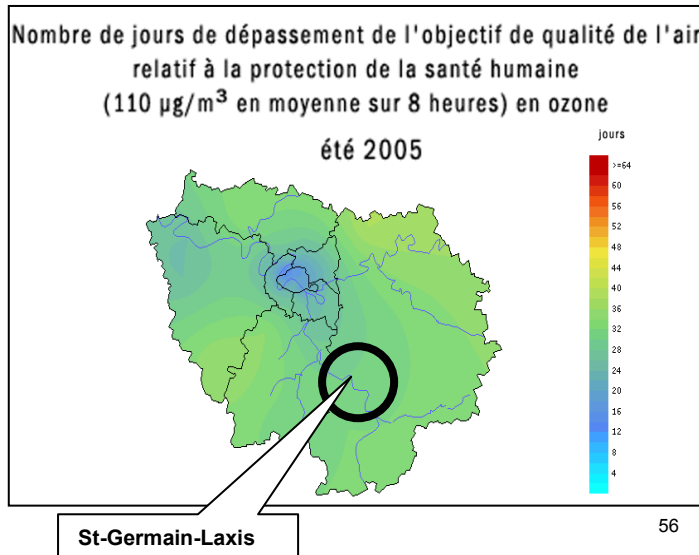 Nombre de jours de dépassement de l'objectif de qualité de l'air
relatif à la protection de la santé humaine
(110 µg/m³ en moyenne sur 8 heures) en ozone
été 2005
jours
>=64
60
56
52
48
44
40
36
32
28
24
20
16
12
8
4
St-Germain-Laxis
56